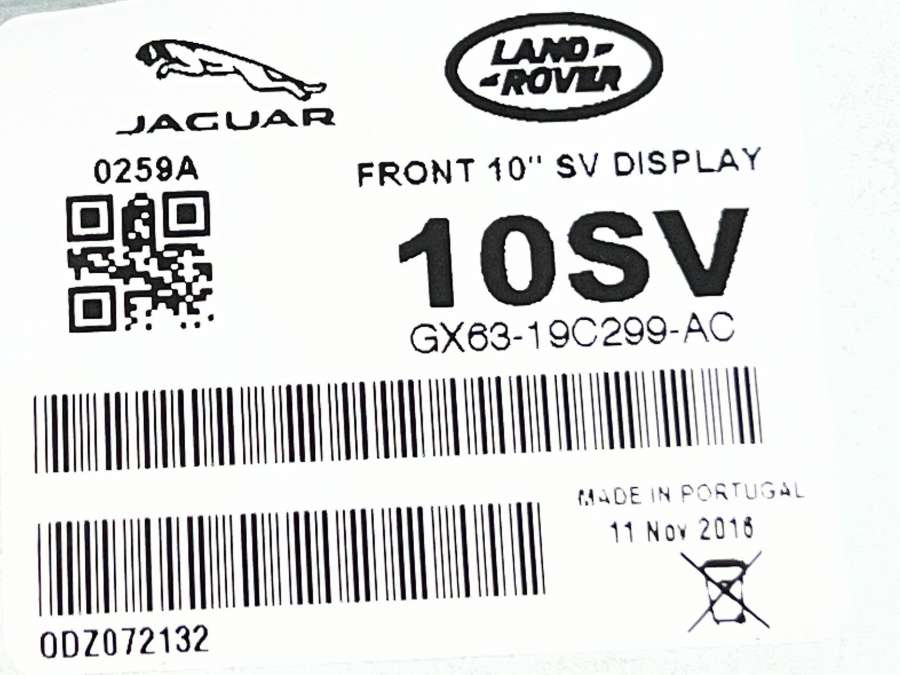 JAGUAR
LAND
ROVER
0259A
FRONT 10" SV DISPLAY
10SV
GX63-19C299-AC
MADE IN PORTUGAL
11 Nov 2016
0DZ072132